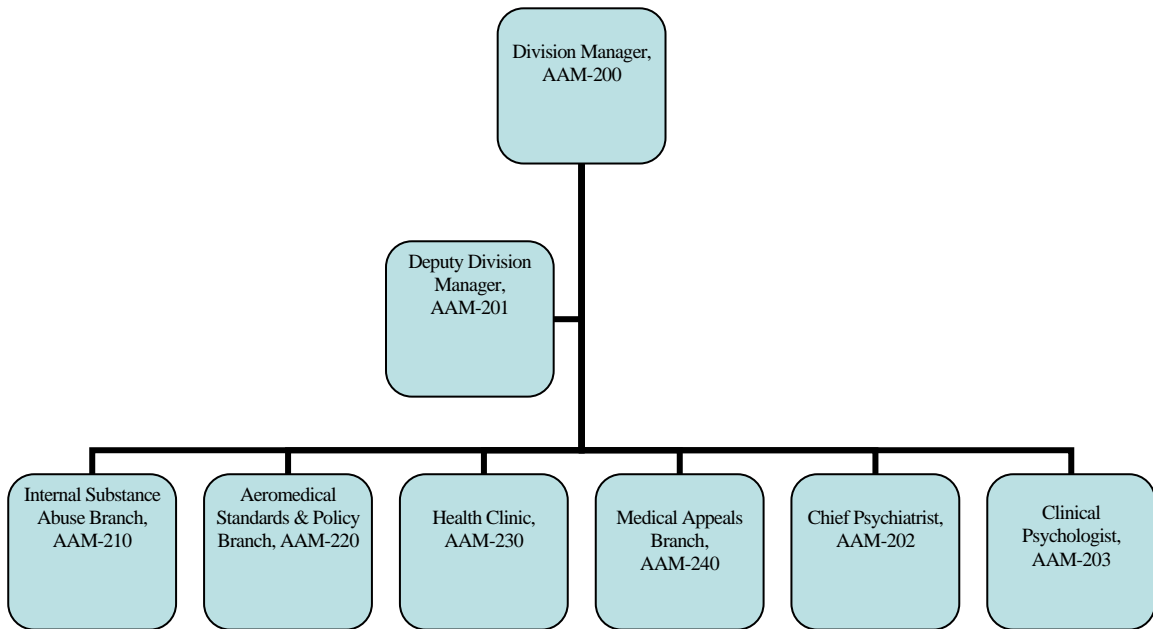 Division Manager,
AAM-200
Deputy Division
Manager,
AAM-201
Internal Substance
Abuse Branch,
AAM-210
Aeromedical
Standards & Policy
Branch, AAM-220
Health Clinic,
AAM-230
Medical Appeals
Branch,
AAM-240
Chief Psychiatrist,
AAM-202
Clinical
Psychologist,
AAM-203